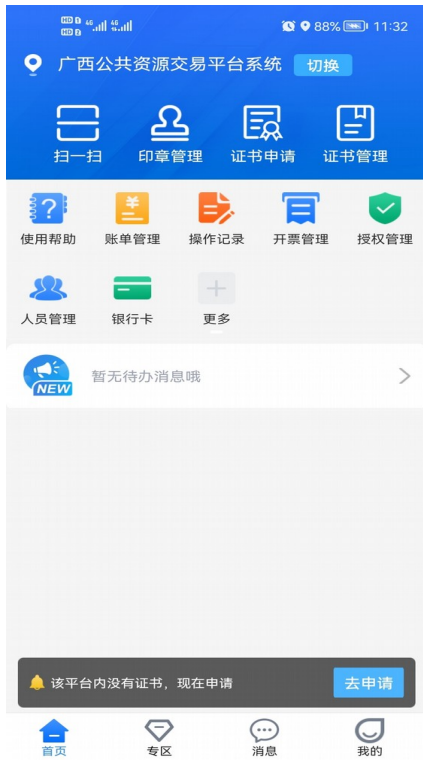 HD 46 46 88% 11:32
HD
广西公共资源交易平台系统 切换
扫一扫 印章管理 证书申请 证书管理
使用帮助 账单管理 操作记录 开票管理 授权管理
人员管理 银行卡 更多
NEW 暂无待办消息哦
该平台内没有证书，现在申请 去申请
首页 专区 消息 我的